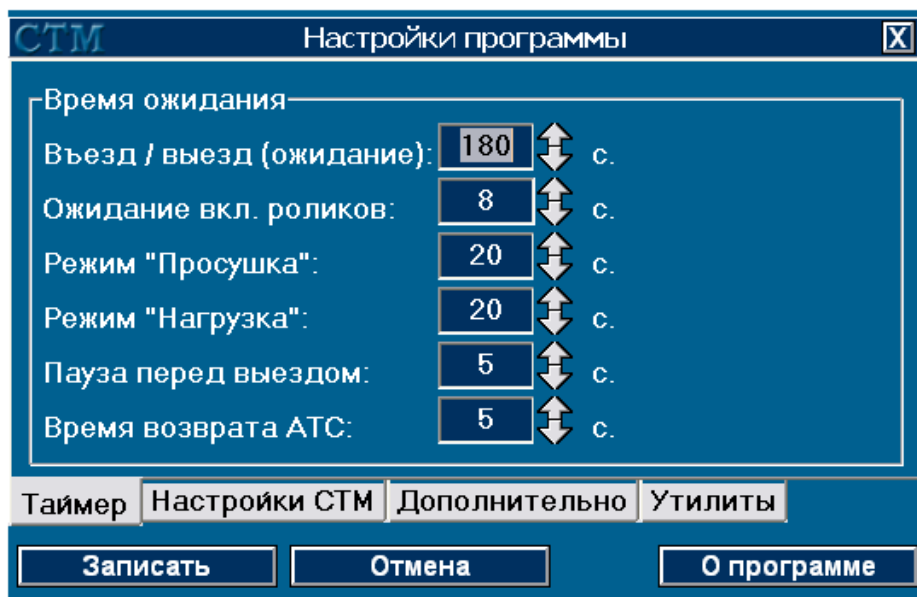 СТМ Настройки программы X
Время ожидания
Въезд / выезд (ожидание): 180 с.
Ожидание вкл. роликов: 8 с.
Режим "Просушка": 20 с.
Режим "Нагрузка": 20 с.
Пауза перед выездом: 5 с.
Время возврата АТС: 5 с.
Таймер Настройки СТМ Дополнительно Утилиты
Записать Отмена О программе